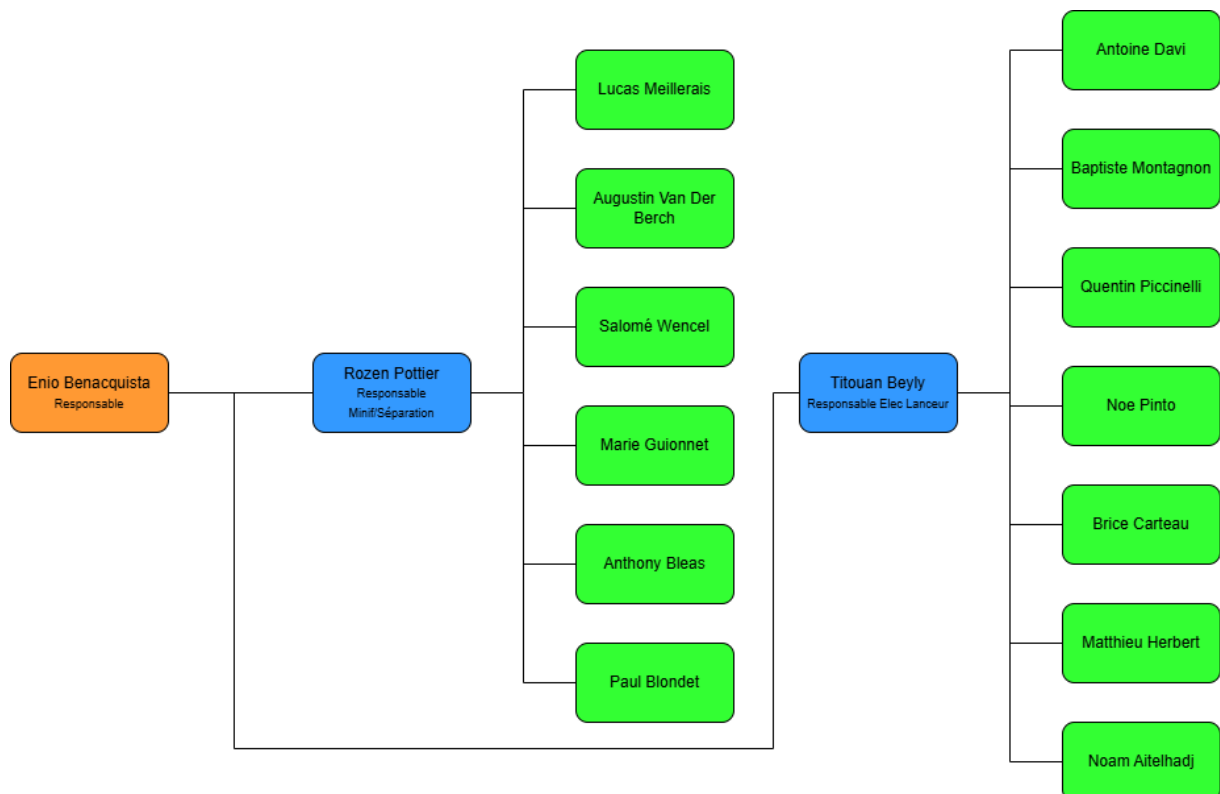 Enio Benacquista
Responsable
Rozen Pottier
Responsable
Minif/Séparation
Lucas Meillerais
Augustin Van Der
Berch
Salomé Wencel
Marie Guionnet
Anthony Bleas
Paul Blondet
Titouan Beyly
Responsable Elec Lanceur
Antoine Davi
Baptiste Montagnon
Quentin Piccinelli
Noe Pinto
Brice Carteau
Matthieu Herbert
Noam Aitelhadj